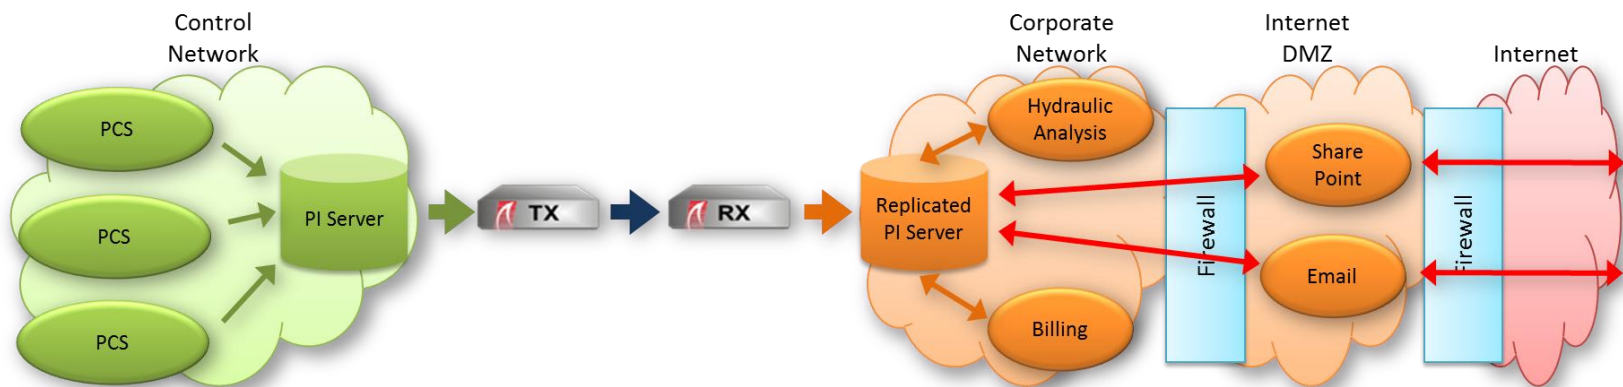 Control
Network
Corporate
Network
Internet
DMZ
Internet
PCS
PCS
PCS
PI Server
TX
RX
Replicated
PI Server
Hydraulic
Analysis
Billing
Firewall
Share
Point
Email
Firewall